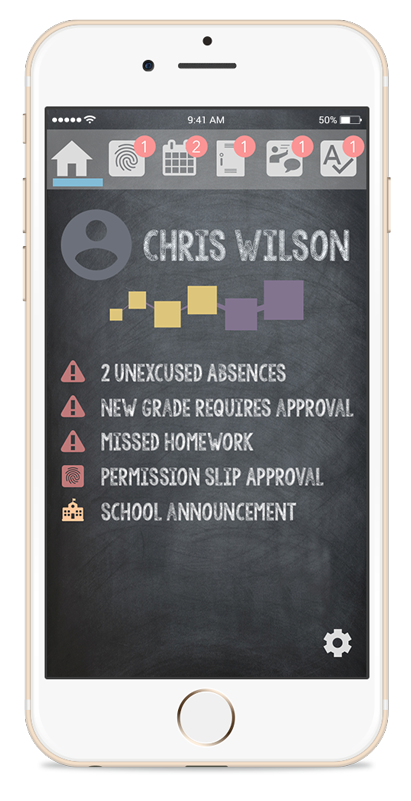 9:41 AM
50%
1
2
1
1
A
1
CHRIS WILSON
2 UNEXCUSED ABSENCES
NEW GRADE REQUIRES APPROVAL
MISSED HOMEWORK
PERMISSION SLIP APPROVAL
SCHOOL ANNOUNCEMENT